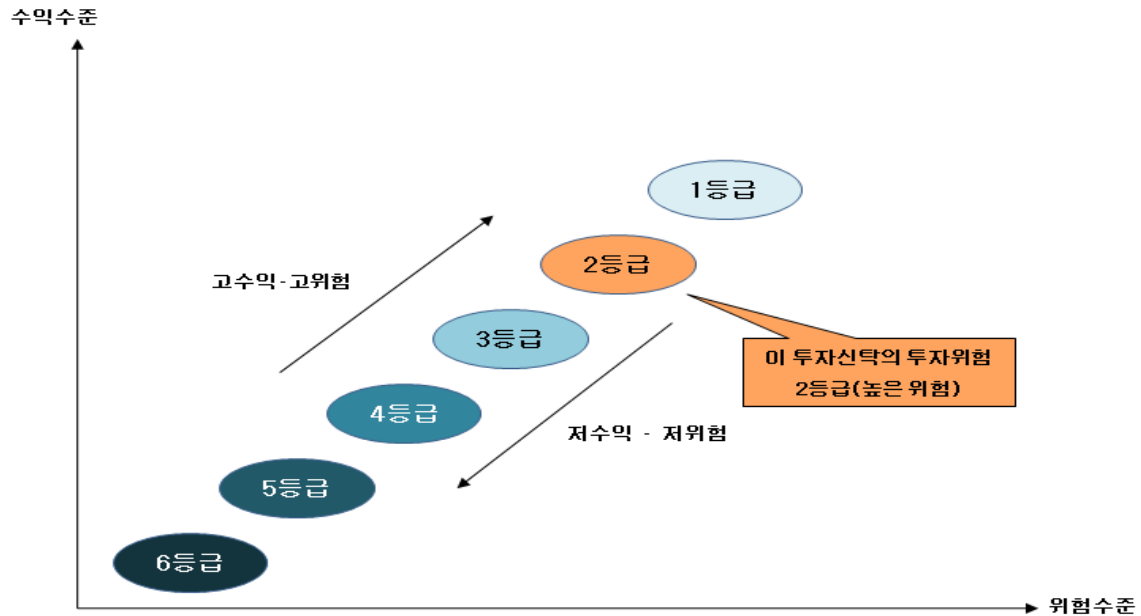 수익수준
1등급
2등급
고수익-고위험
3등급
이 투자신탁의 투자위험
2등급(높은 위험)
4등급
저수익 - 저위험
5등급
6등급
위험수준